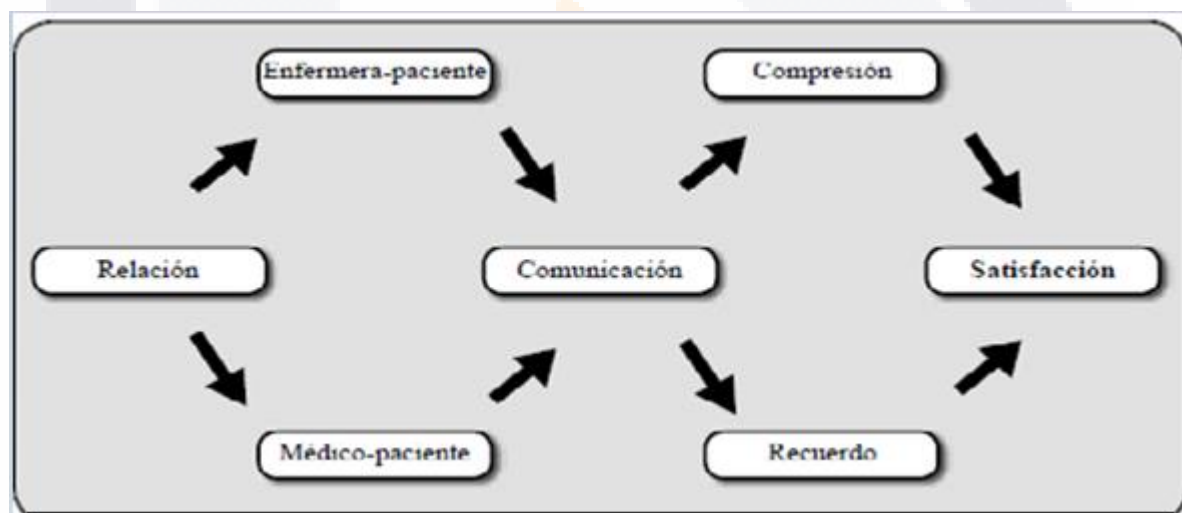 Enfermera-paciente
Compresión
Relación
Comunicación
Satisfacción
Médico-paciente
Recuerdo